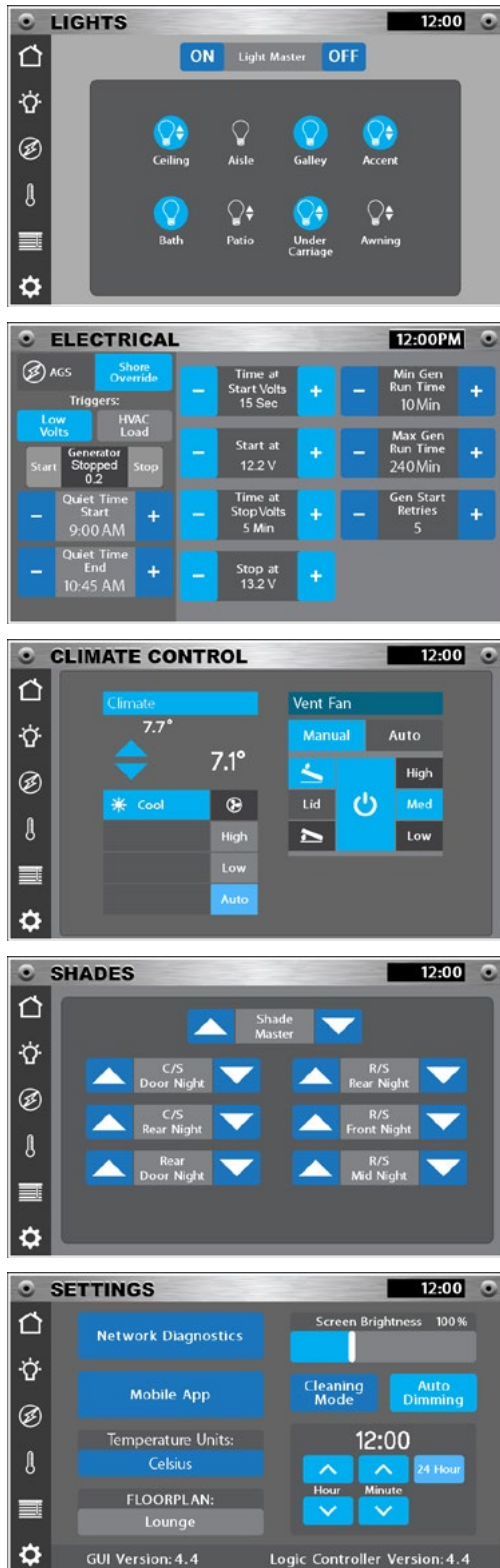 LIGHTS 12:00
ON Light Master OFF
Ceiling Aisle Galley Accent
Bath Patio Under Carriage Awning
ELECTRICAL 12:00PM
AGS
Shore
Override
Triggers:
Low
Volts
HVAC
Load
Start
Generator
Stopped
0.2
Stop
– Quiet Time
Start
9:00 AM +
– Quiet Time
End
10:45 AM +
– Time at
Start Volts
15 Sec +
– Start at
12.2 V +
– Time at
Stop Volts
5 Min +
– Stop at
13.2 V +
– Min Gen
Run Time
10 Min +
– Max Gen
Run Time
240 Min +
– Gen Start
Retries
5 +
CLIMATE CONTROL 12:00
Climate
7.7°
7.1°
Cool
High
Low
Auto
Vent Fan
Manual Auto
High
Lid Med
Low
SHADES 12:00
Shade
Master
C/S
Door Night
R/S
Rear Night
C/S
Rear Night
R/S
Front Night
Rear
Door Night
R/S
Mid Night
SETTINGS 12:00
Network Diagnostics
Mobile App
Temperature Units:
Celsius
FLOORPLAN:
Lounge
Screen Brightness 100%
Cleaning
Mode
Auto
Dimming
12:00
24 Hour
Hour Minute
GUI Version: 4.4 Logic Controller Version: 4.4